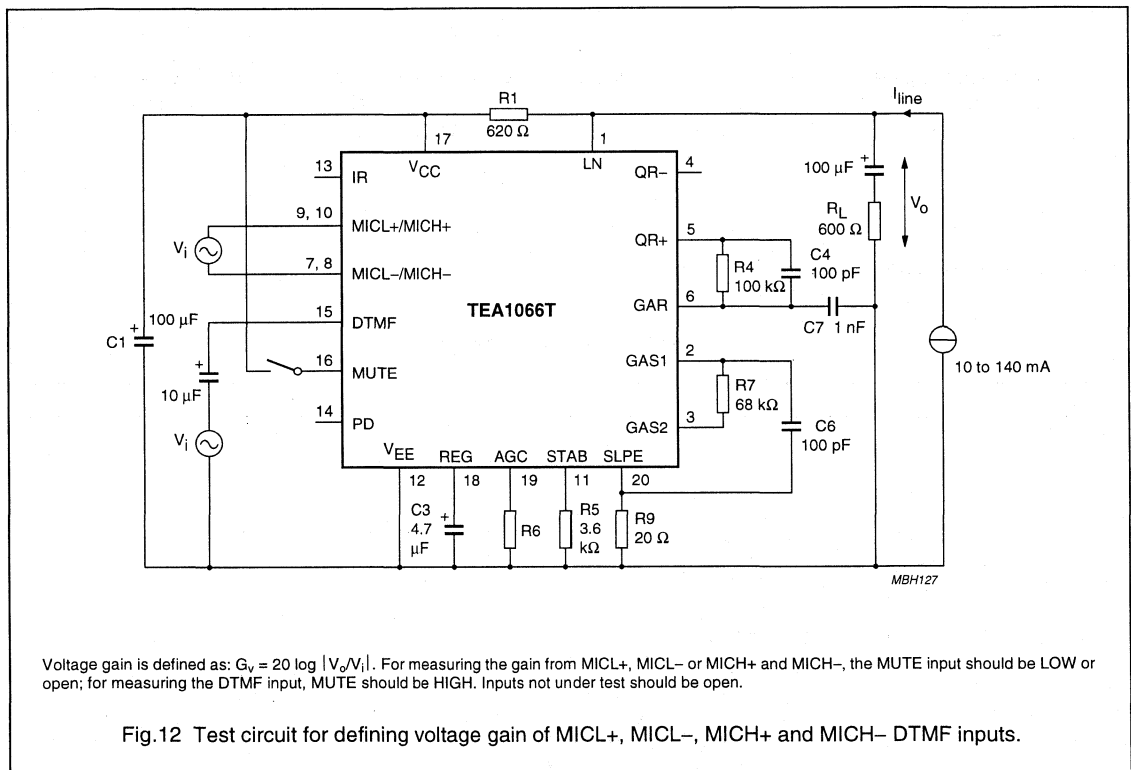 R1
620 Ω
I_line
17
1
V_CC
LN
13
IR
QR−
4
100 μF
+
V_o
R_L
600 Ω
9, 10
MICL+/MICH+
V_i
7, 8
MICL−/MICH−
5
QR+
R4
100 kΩ
C4
100 pF
6
GAR
C7 1 nF
TEA1066T
+
100 μF
C1
15
DTMF
+
10 μF
16
MUTE
V_i
14
PD
2
GAS1
R7
68 kΩ
3
GAS2
C6
100 pF
10 to 140 mA
V_EE
REG
AGC
STAB
SLPE
12
18
19
11
20
C3
+
4.7
μF
R6
R5
3.6
kΩ
R9
20 Ω
MBH127
Voltage gain is defined as: G_v = 20 log |V_o/V_i|. For measuring the gain from MICL+, MICL− or MICH+ and MICH−, the MUTE input should be LOW or
open; for measuring the DTMF input, MUTE should be HIGH. Inputs not under test should be open.
Fig.12 Test circuit for defining voltage gain of MICL+, MICL−, MICH+ and MICH− DTMF inputs.